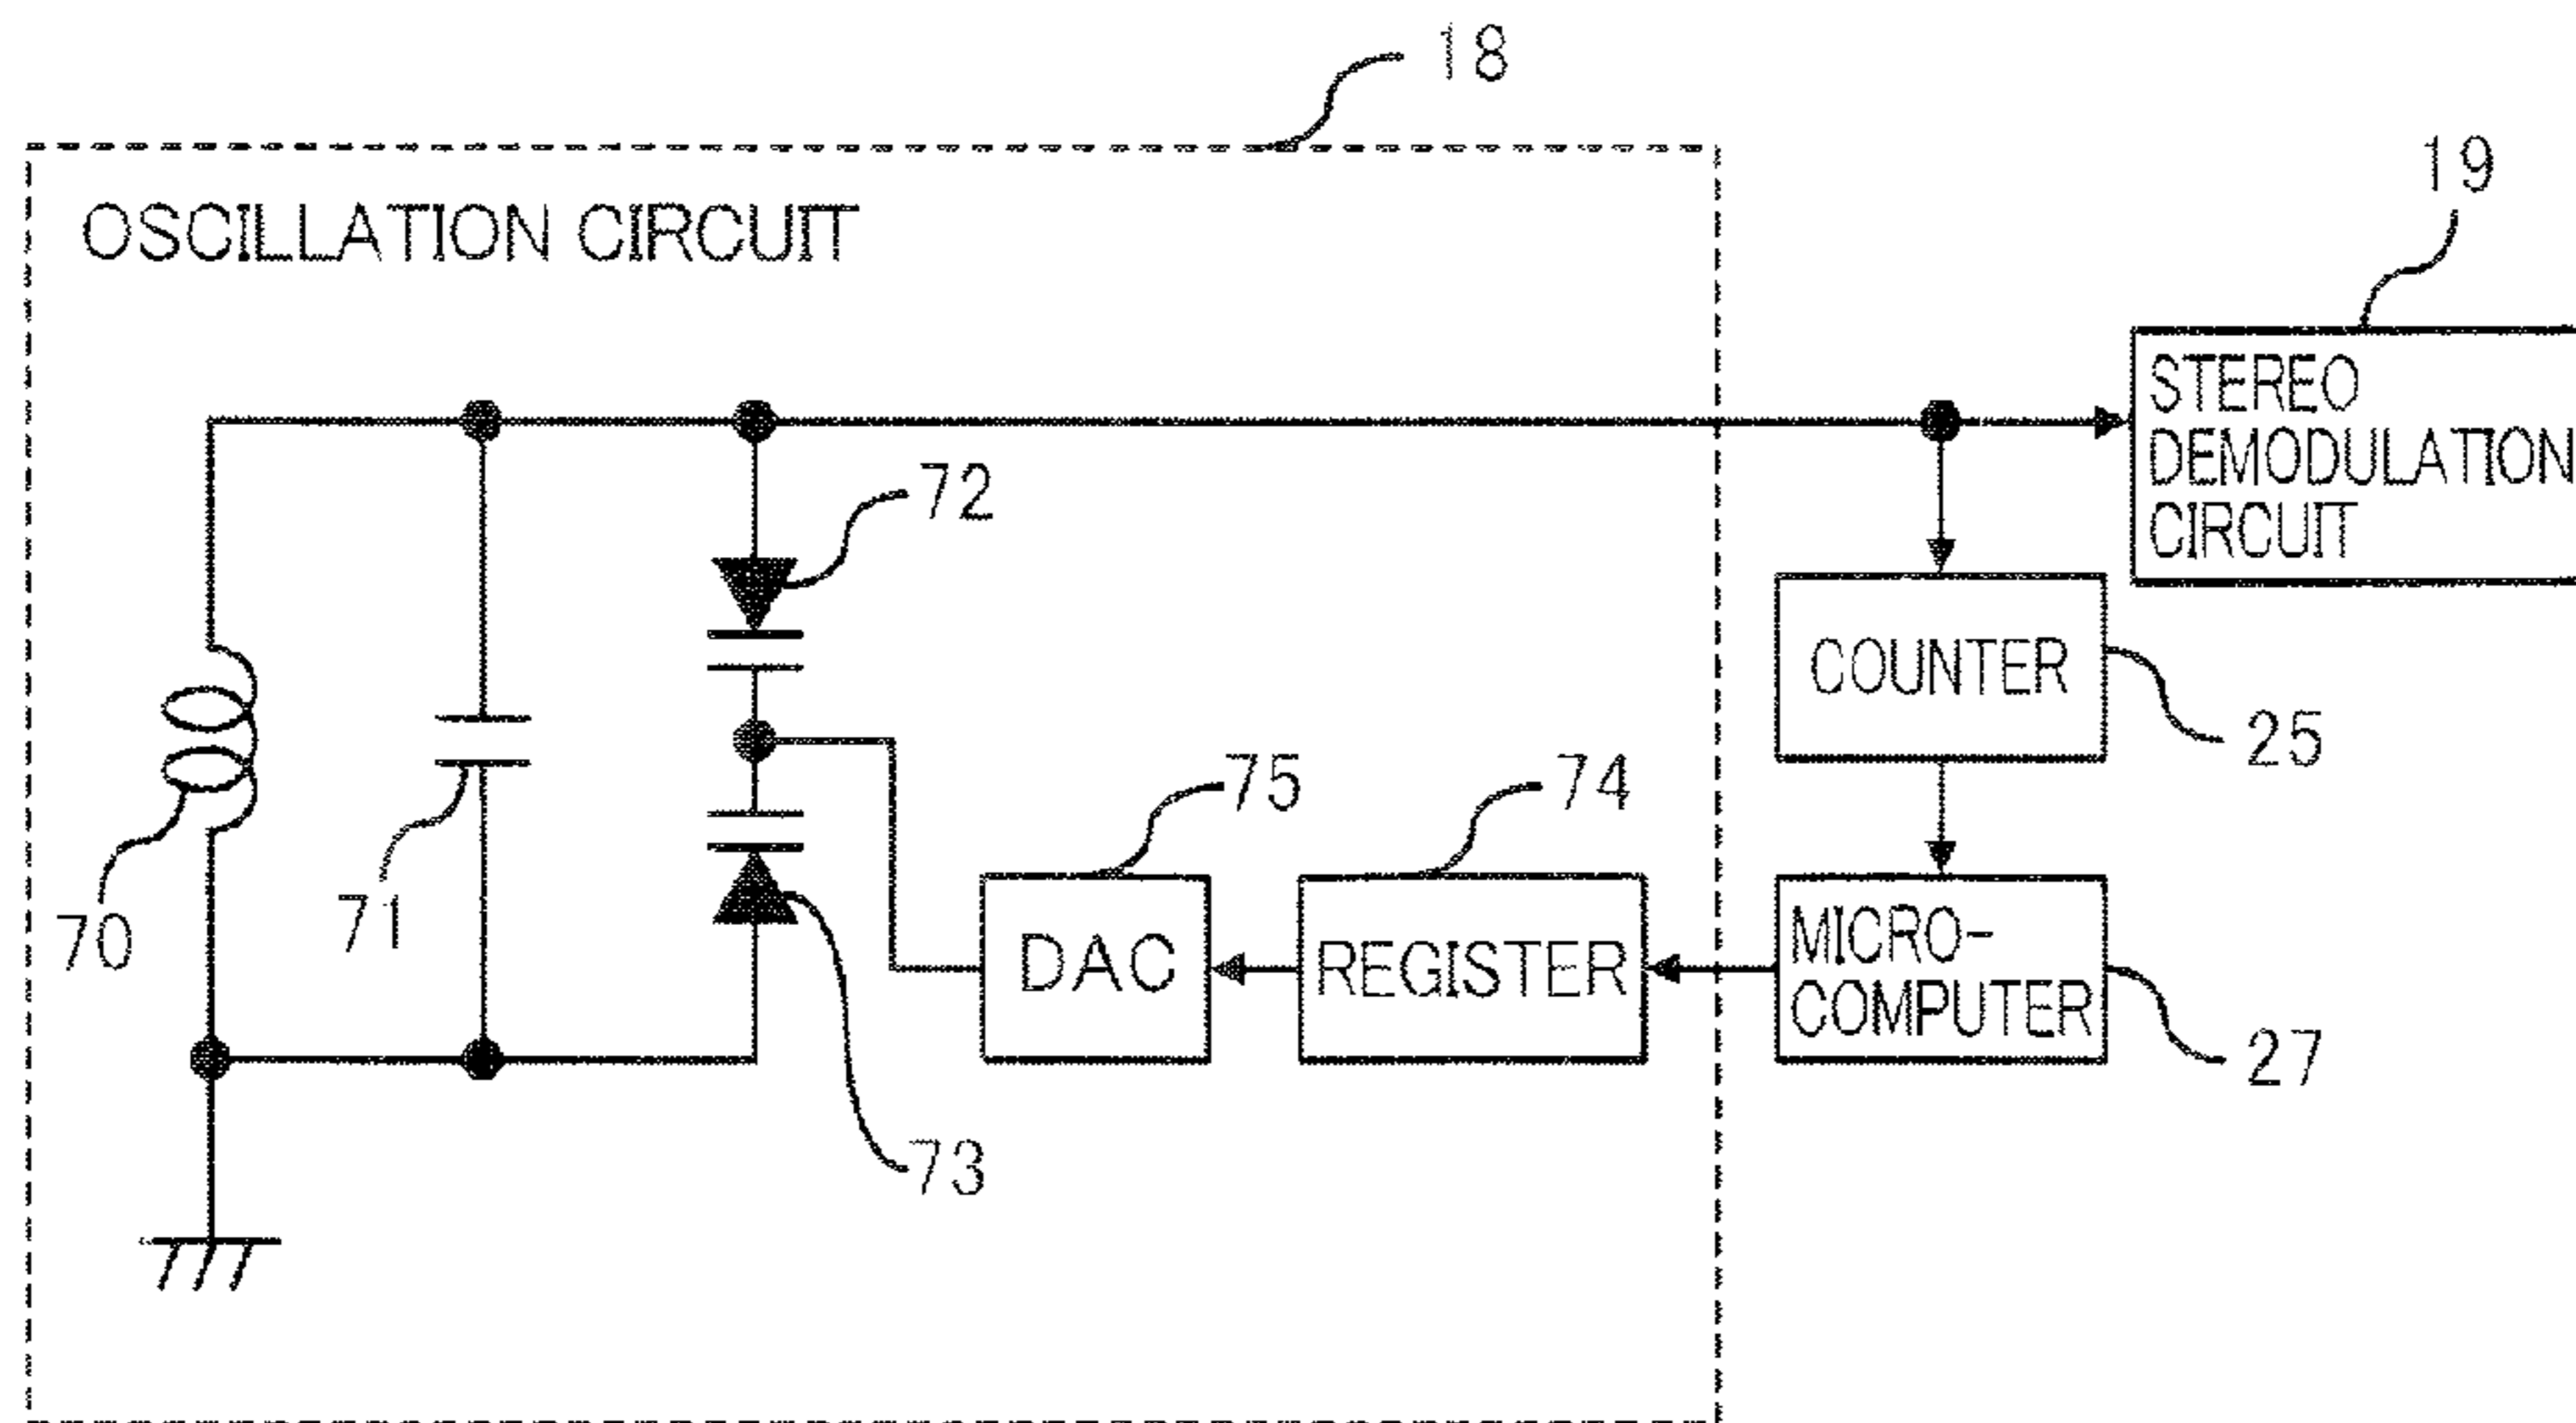 18
OSCILLATION CIRCUIT
19
STEREO
DEMODULATION
CIRCUIT
72
COUNTER
25
75
74
70
71
DAC
REGISTER
MICRO-
COMPUTER
27
73